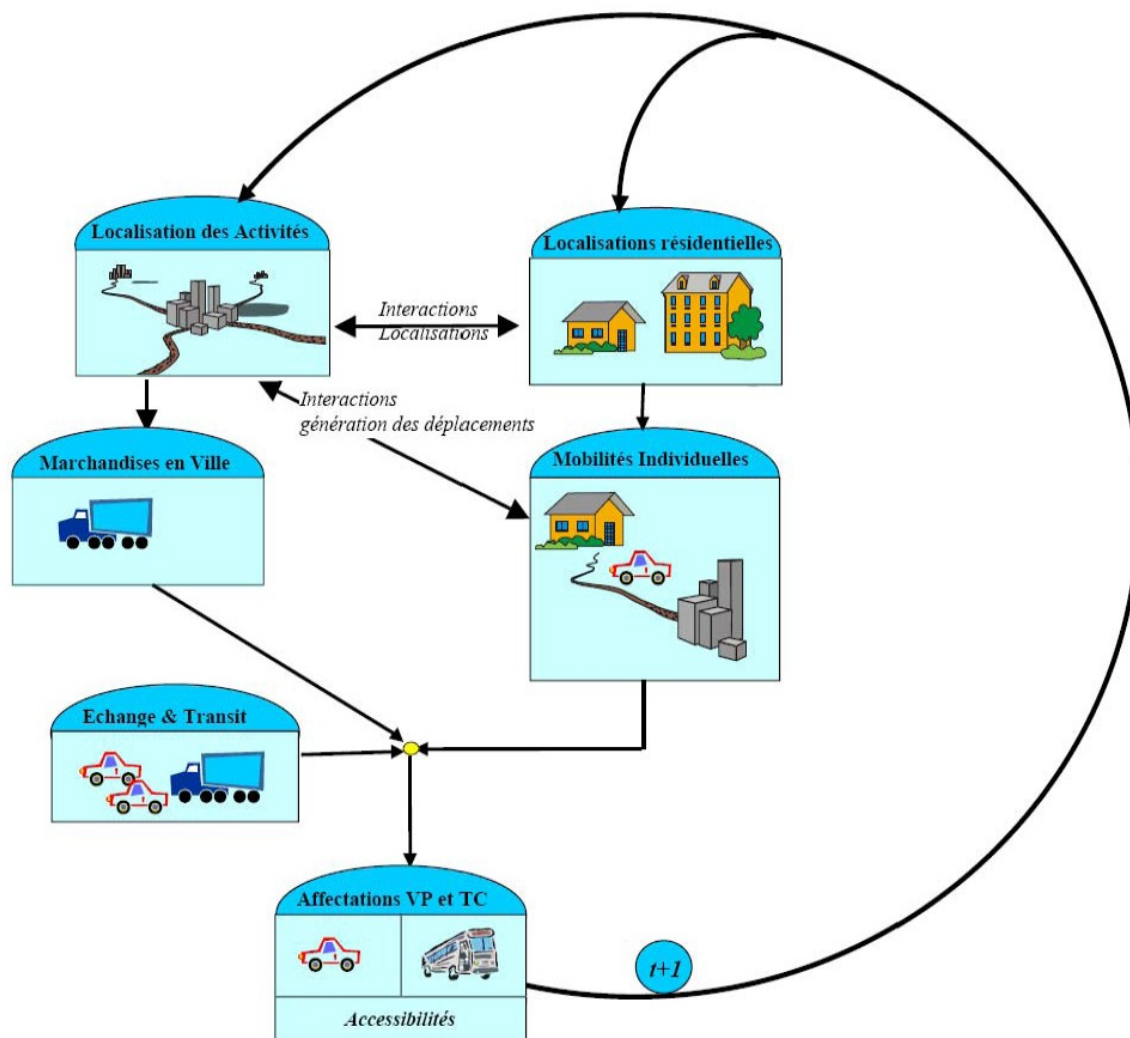 Localisation des Activités
Localisations résidentielles
Interactions
Localisations
Interactions
génération des déplacements
Marchandises en Ville
Mobilités Individuelles
Echange & Transit
Affectations VP et TC
t+1
Accessibilités